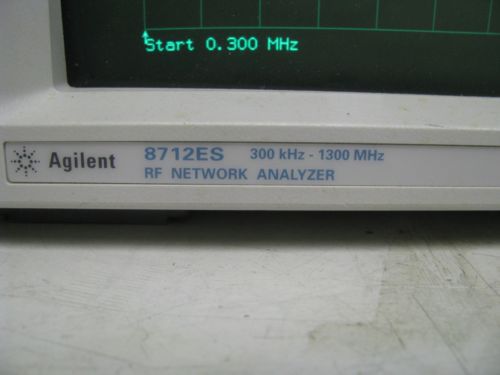 Start 0.300 MHz
Agilent 8712ES 300 kHz - 1300 MHz
RF NETWORK ANALYZER